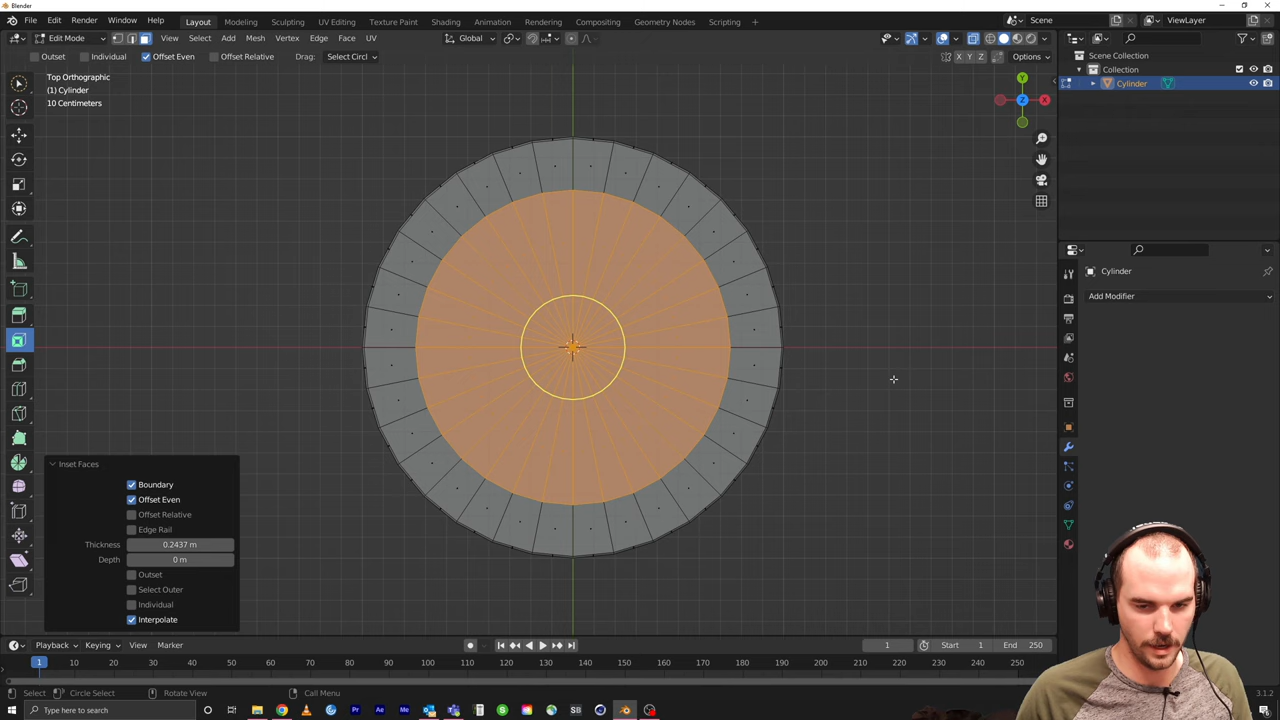 Blender
File Edit Render Window Help Layout Modeling Sculpting UV Editing Texture Paint Shading Animation Rendering Compositing Geometry Nodes Scripting Scene ViewLayer
Edit Mode View Select Add Mesh Vertex Edge Face UV Global
Outset Individual Offset Even Offset Relative Drag: Select Circl X Y Z Options
Scene Collection
Collection
Cylinder
Top Orthographic
(1) Cylinder
10 Centimeters
Y
Z X
Cylinder
Add Modifier
Inset Faces
Boundary
Offset Even
Offset Relative
Edge Rail
Thickness 0.2437 m
Depth 0 m
Outset
Select Outer
Individual
Interpolate
Playback Keying View Marker 1 Start 1 End 250
1 10 20 30 40 50 60 70 80 90 100 110 120 130 140 150 160 170 180 190 200 210 220 230 240 250
Select Circle Select Rotate View Call Menu 3.1.2
Type here to search